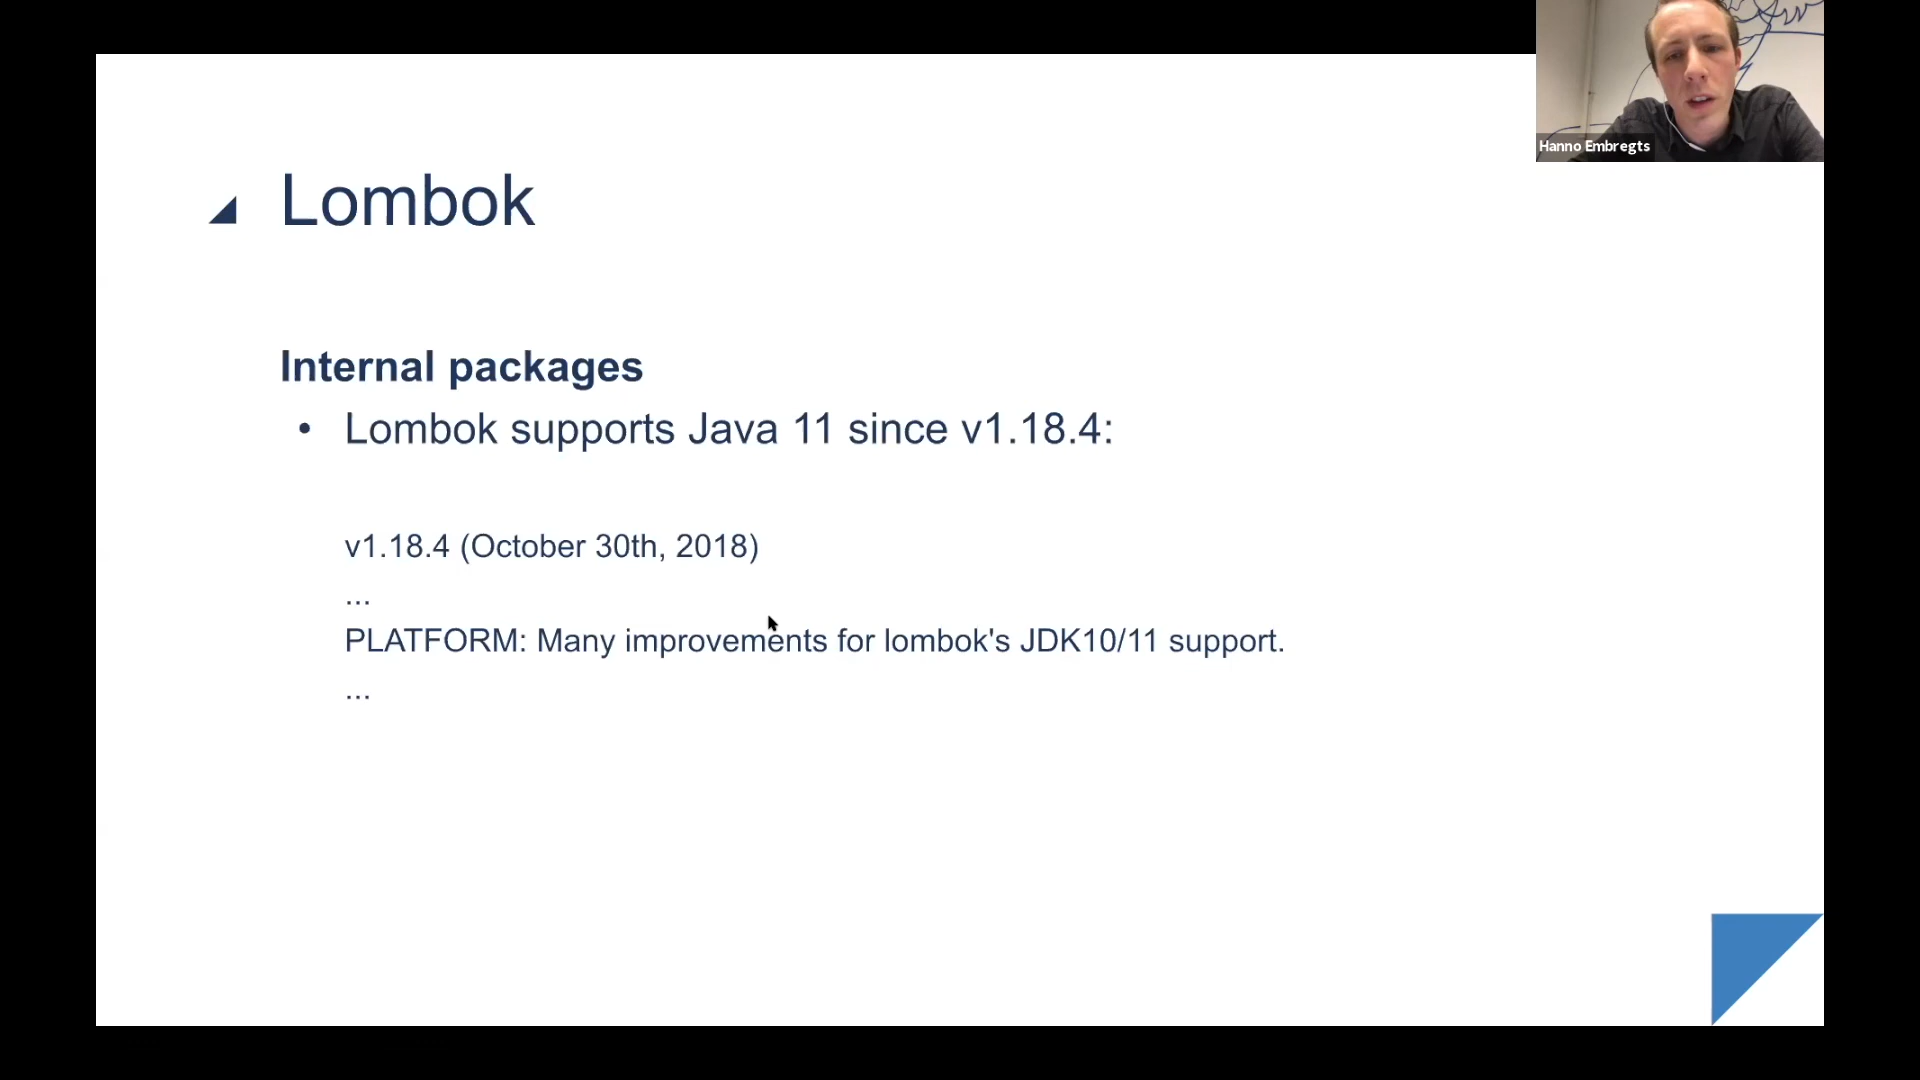 Hanno Embregts
Lombok
Internal packages
• Lombok supports Java 11 since v1.18.4:
v1.18.4 (October 30th, 2018)
...
PLATFORM: Many improvements for lombok's JDK10/11 support.
...